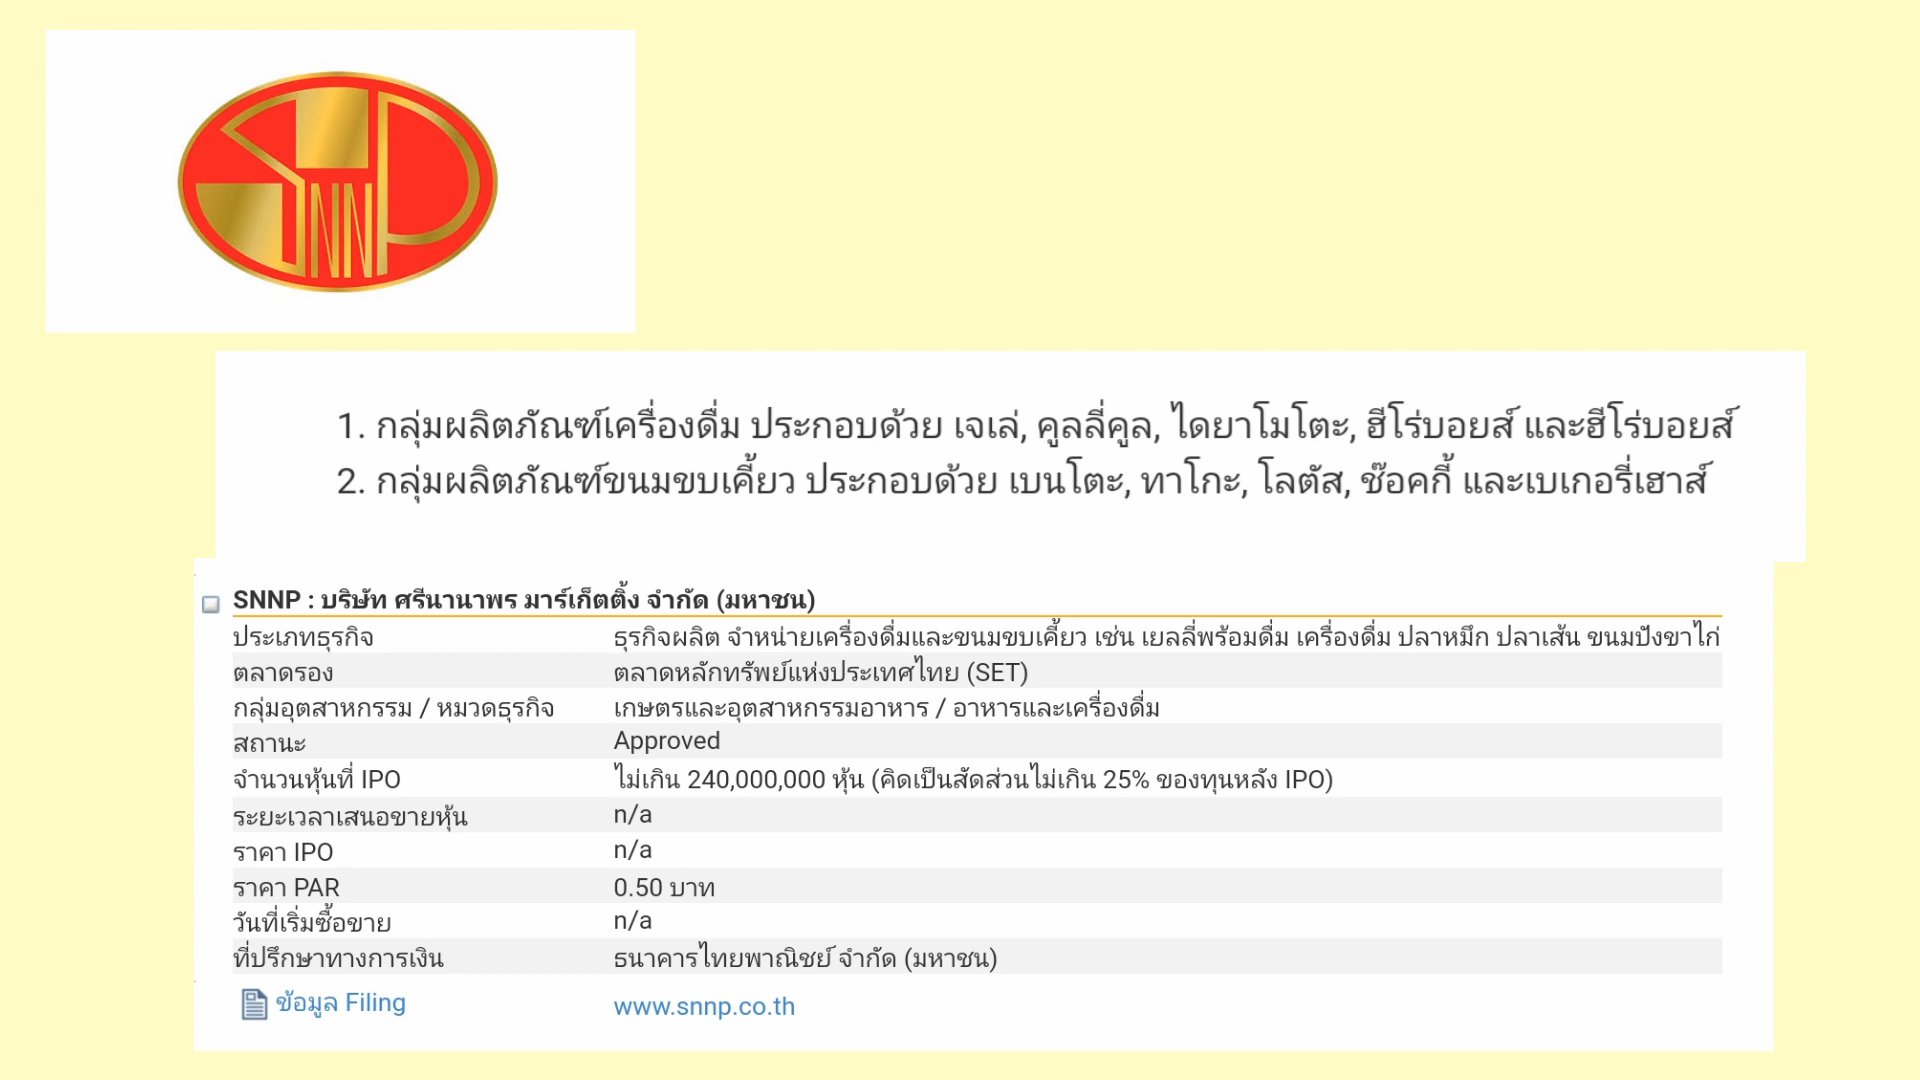 SNNP
1. กลุ่มผลิตภัณฑ์เครื่องดื่ม ประกอบด้วย เจเล่, คูลลี่คูล, ไดยาโมโตะ, ฮีโร่บอยส์ และฮีโร่บอยส์
2. กลุ่มผลิตภัณฑ์ขนมขบเคี้ยว ประกอบด้วย เบนโตะ, ทาโกะ, โลตัส, ช๊อคกี้ และเบเกอรี่เฮาส์
SNNP : บริษัท ศรีนานาพร มาร์เก็ตติ้ง จำกัด (มหาชน)
ประเภทธุรกิจ ธุรกิจผลิต จำหน่ายเครื่องดื่มและขนมขบเคี้ยว เช่น เยลลี่พร้อมดื่ม เครื่องดื่ม ปลาหมึก ปลาเส้น ขนมปังขาไก่
ตลาดรอง ตลาดหลักทรัพย์แห่งประเทศไทย (SET)
กลุ่มอุตสาหกรรม / หมวดธุรกิจ เกษตรและอุตสาหกรรมอาหาร / อาหารและเครื่องดื่ม
สถานะ Approved
จำนวนหุ้นที่ IPO ไม่เกิน 240,000,000 หุ้น (คิดเป็นสัดส่วนไม่เกิน 25% ของทุนหลัง IPO)
ระยะเวลาเสนอขายหุ้น n/a
ราคา IPO n/a
ราคา PAR 0.50 บาท
วันที่เริ่มซื้อขาย n/a
ที่ปรึกษาทางการเงิน ธนาคารไทยพาณิชย์ จำกัด (มหาชน)
ข้อมูล Filing www.snnp.co.th